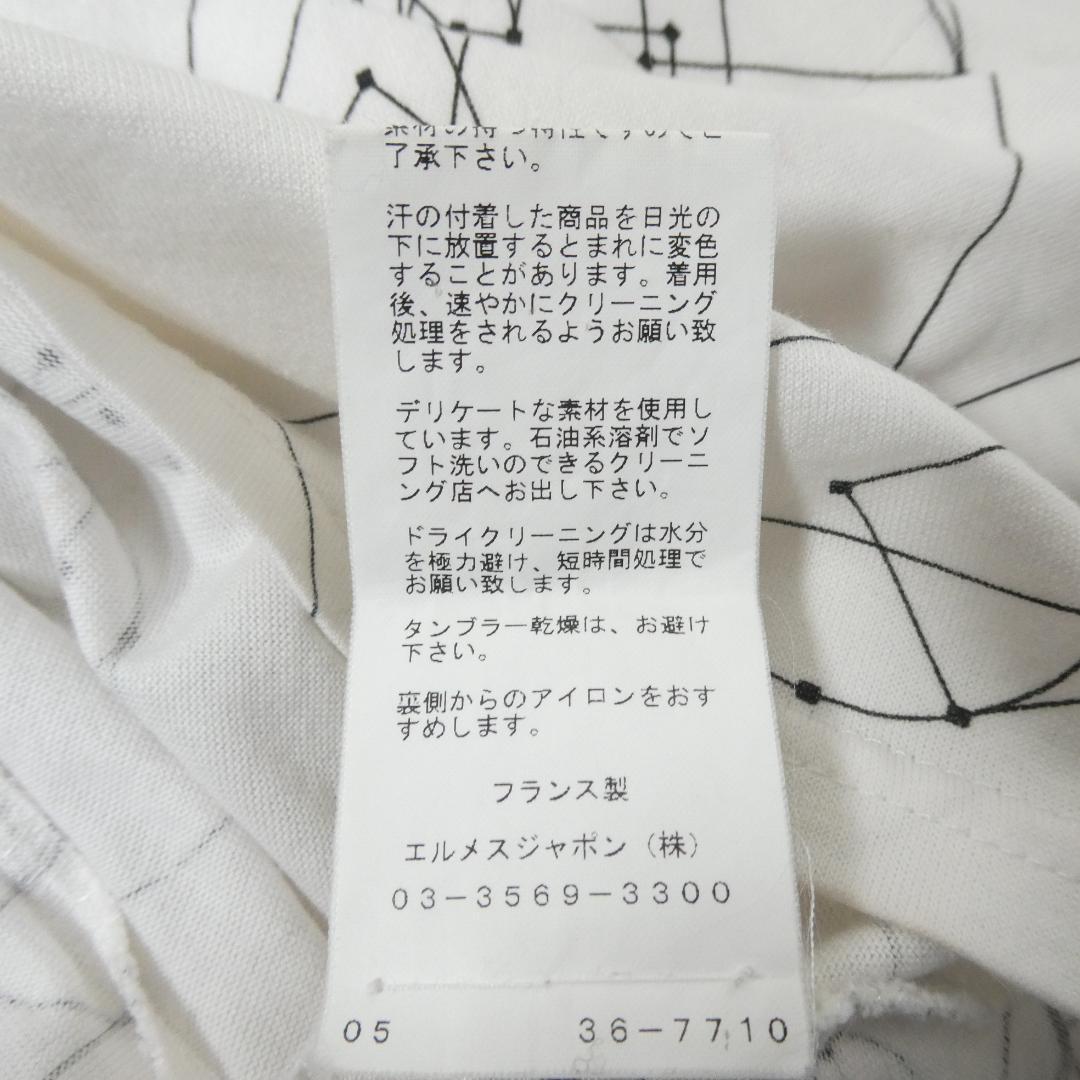 了承下さい。
汗の付着した商品を日光の
下に放置するとまれに変色
することがあります。着用
後、速やかにクリーニング
処理をされるようお願い致
します。
デリケートな素材を使用し
ています。石油系溶剤でソ
フト洗いのできるクリーニ
ング店へお出し下さい。
ドライクリーニングは水分
を極力避け、短時間処理で
お願い致します。
タンブラー乾燥は、お避け
下さい。
裏側からのアイロンをおす
すめします。
フランス製
エルメスジャポン（株）
03−3569−3300
05 36−7710